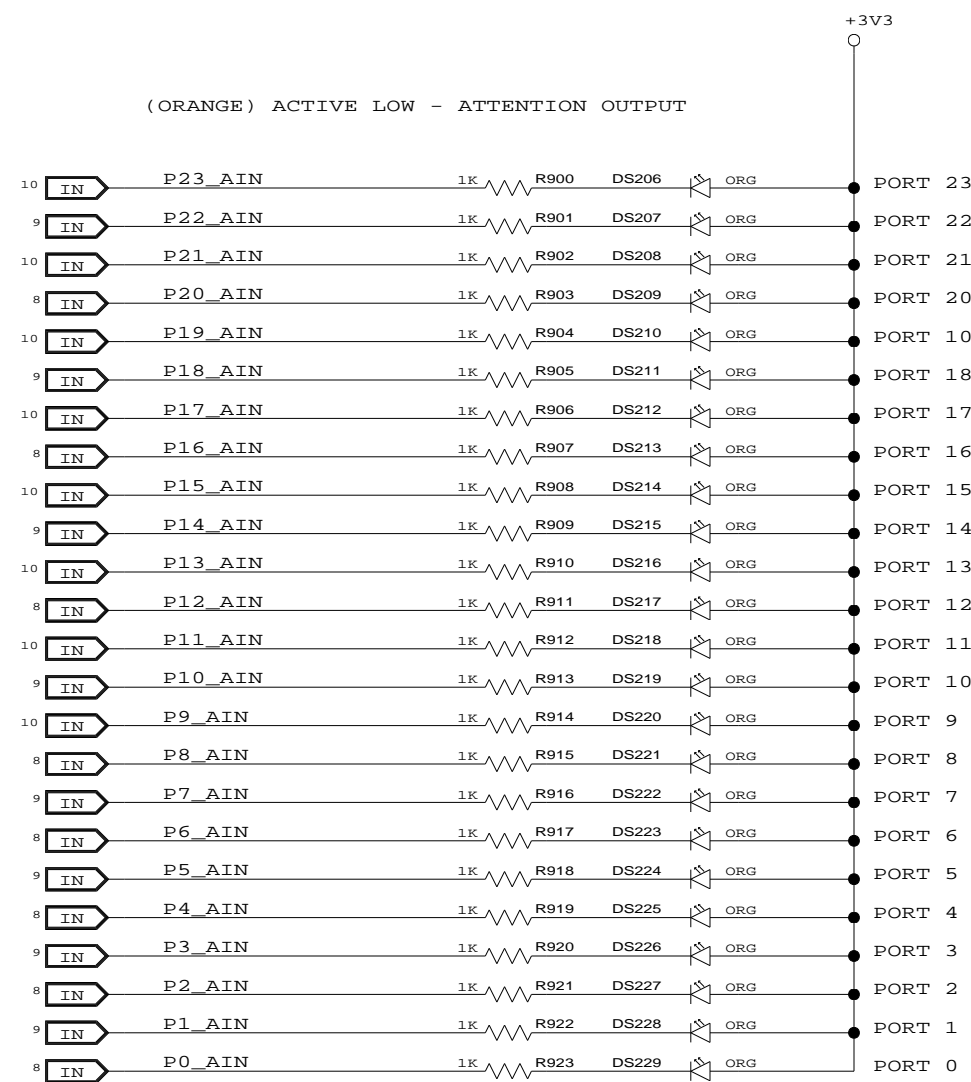 +3V3
(ORANGE) ACTIVE LOW - ATTENTION OUTPUT
10 IN P23_AIN 1K R900 DS206 ORG PORT 23
9 IN P22_AIN 1K R901 DS207 ORG PORT 22
10 IN P21_AIN 1K R902 DS208 ORG PORT 21
8 IN P20_AIN 1K R903 DS209 ORG PORT 20
10 IN P19_AIN 1K R904 DS210 ORG PORT 10
9 IN P18_AIN 1K R905 DS211 ORG PORT 18
10 IN P17_AIN 1K R906 DS212 ORG PORT 17
8 IN P16_AIN 1K R907 DS213 ORG PORT 16
10 IN P15_AIN 1K R908 DS214 ORG PORT 15
9 IN P14_AIN 1K R909 DS215 ORG PORT 14
10 IN P13_AIN 1K R910 DS216 ORG PORT 13
8 IN P12_AIN 1K R911 DS217 ORG PORT 12
10 IN P11_AIN 1K R912 DS218 ORG PORT 11
9 IN P10_AIN 1K R913 DS219 ORG PORT 10
10 IN P9_AIN 1K R914 DS220 ORG PORT 9
8 IN P8_AIN 1K R915 DS221 ORG PORT 8
9 IN P7_AIN 1K R916 DS222 ORG PORT 7
8 IN P6_AIN 1K R917 DS223 ORG PORT 6
9 IN P5_AIN 1K R918 DS224 ORG PORT 5
8 IN P4_AIN 1K R919 DS225 ORG PORT 4
9 IN P3_AIN 1K R920 DS226 ORG PORT 3
8 IN P2_AIN 1K R921 DS227 ORG PORT 2
9 IN P1_AIN 1K R922 DS228 ORG PORT 1
8 IN P0_AIN 1K R923 DS229 ORG PORT 0